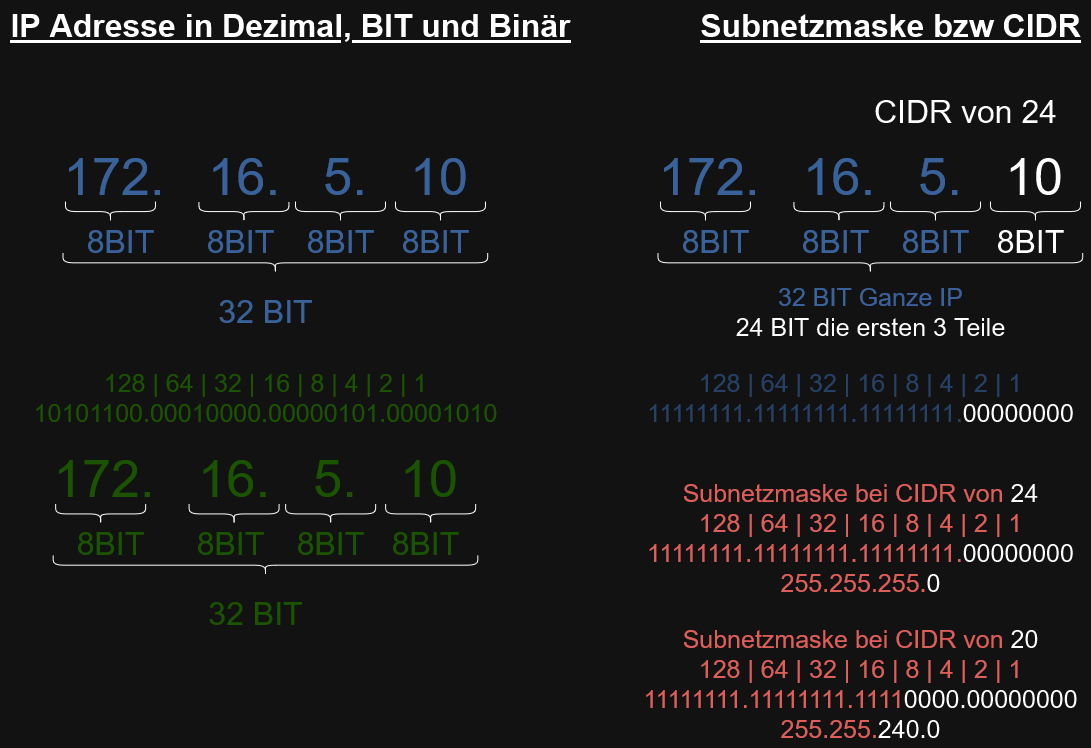 IP Adresse in Dezimal, BIT und Binär
172. 16. 5. 10
8BIT 8BIT 8BIT 8BIT
32 BIT
128 | 64 | 32 | 16 | 8 | 4 | 2 | 1
10101100.00010000.00000101.00001010
172. 16. 5. 10
8BIT 8BIT 8BIT 8BIT
32 BIT
Subnetzmaske bzw CIDR
CIDR von 24
172. 16. 5. 10
8BIT 8BIT 8BIT 8BIT
32 BIT Ganze IP
24 BIT die ersten 3 Teile
128 | 64 | 32 | 16 | 8 | 4 | 2 | 1
11111111.11111111.11111111.00000000
Subnetzmaske bei CIDR von 24
128 | 64 | 32 | 16 | 8 | 4 | 2 | 1
11111111.11111111.11111111.00000000
255.255.255.0
Subnetzmaske bei CIDR von 20
128 | 64 | 32 | 16 | 8 | 4 | 2 | 1
11111111.11111111.11110000.00000000
255.255.240.0